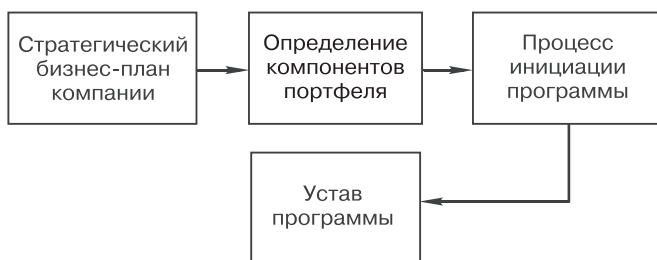 Стратегический
бизнес-план
компании
Определение
компонентов
портфеля
Процесс
инициации
программы
Устав
программы